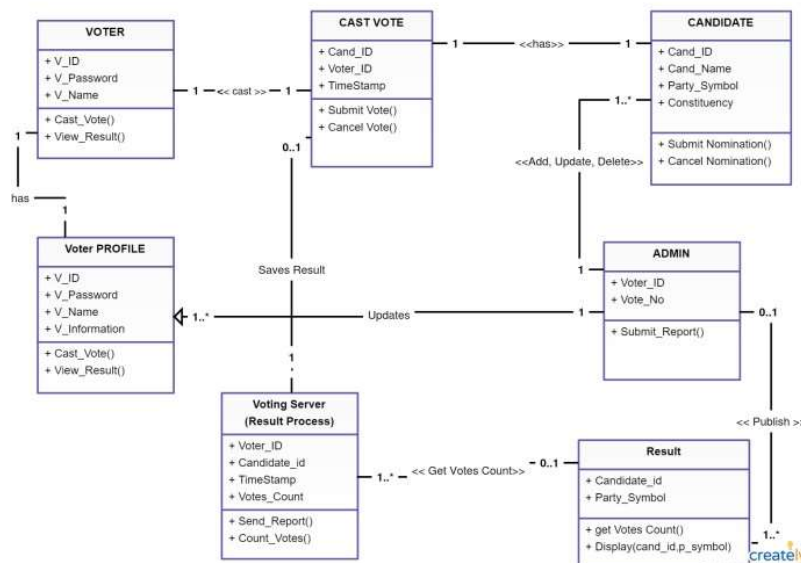 VOTER
+ V_ID
+ V_Password
+ V_Name
+ Cast_Vote()
+ View_Result()
1
<< cast >>
1
CAST VOTE
+ Cand_ID
+ Voter_ID
+ TimeStamp
+ Submit Vote()
+ Cancel Vote()
1
<<has>>
1
CANDIDATE
+ Cand_ID
+ Cand_Name
+ Party_Symbol
+ Constituency
+ Submit Nomination()
+ Cancel Nomination()
1
has
1
0..1
Saves Result
1
1..*
<<Add, Update, Delete>>
1
Voter PROFILE
+ V_ID
+ V_Password
+ V_Name
+ V_Information
+ Cast_Vote()
+ View_Result()
1..*
Updates
1
ADMIN
+ Voter_ID
+ Vote_No
+ Submit_Report()
0..1
<< Publish >
1..*
Voting Server
(Result Process)
+ Voter_ID
+ Candidate_id
+ TimeStamp
+ Votes_Count
+ Send_Report()
+ Count_Votes()
1..*
<< Get Votes Count>>
0..1
Result
+ Candidate_id
+ Party_Symbol
+ get Votes Count()
+ Display(cand_id,p_symbol)
creately